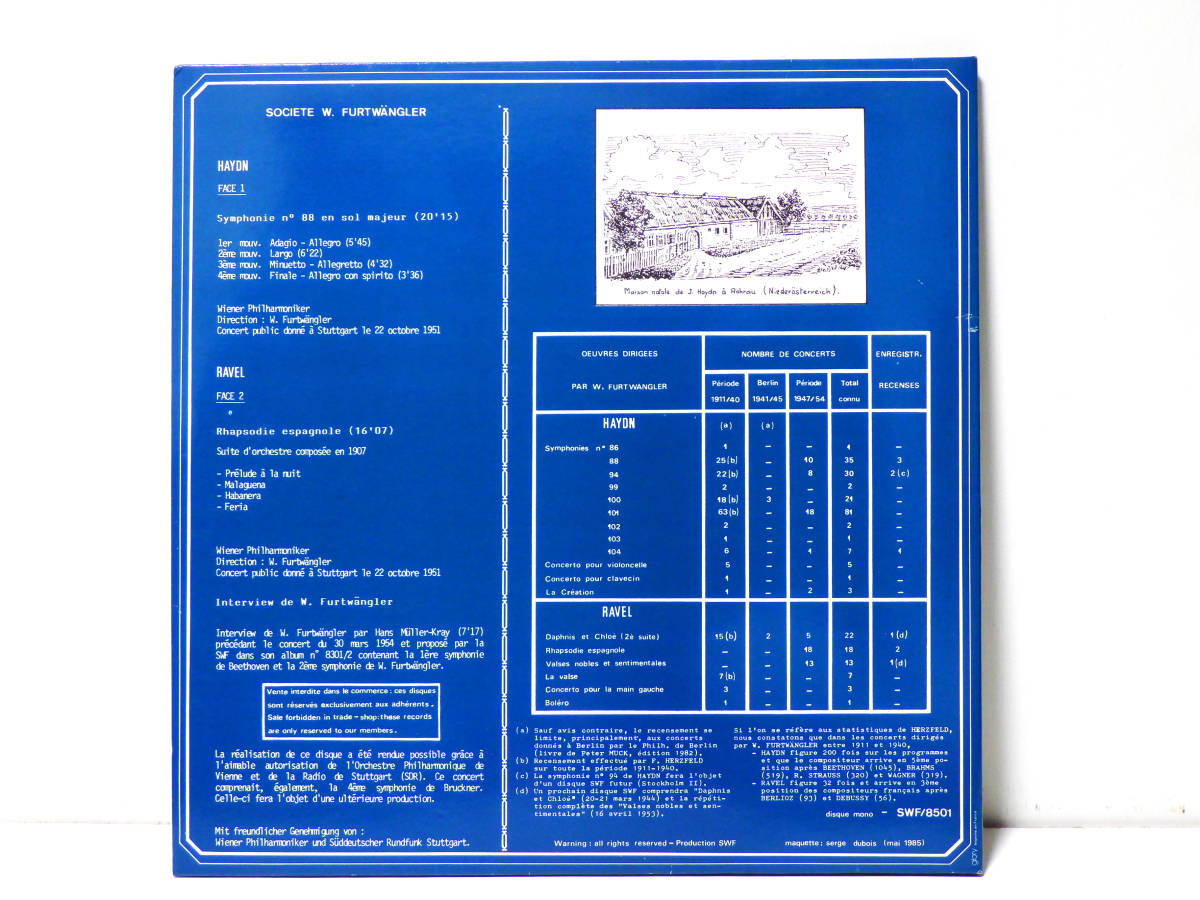 SOCIETE W. FURTWÄNGLER
HAYDN
FACE 1
Symphonie n° 88 en sol majeur (20'15)
1er mouv. Adagio - Allegro (5'45)
2ème mouv. Largo (6'22)
3ème mouv. Minuetto - Allegretto (4'32)
4ème mouv. Finale - Allegro con spirito (3'36)
Wiener Philharmoniker
Direction : W. Furtwängler
Concert public donné à Stuttgart le 22 octobre 1951
RAVEL
FACE 2
Rhapsodie espagnole (16'07)
Suite d'orchestre composée en 1907
- Prélude à la nuit
- Malaguena
- Habanera
- Feria
Wiener Philharmoniker
Direction : W. Furtwängler
Concert public donné à Stuttgart le 22 octobre 1951
Interview de W. Furtwängler
Interview de W. Furtwängler par Hans Müller-Kray (7'17)
précédant le concert du 30 mars 1954 et proposé par la
SWF dans son album n° 8301/2 contenant la 1ère symphonie
de Beethoven et la 2ème symphonie de W. Furtwängler.
Vente interdite dans le commerce : ces disques
sont réservés exclusivement aux adhérents.
Sale forbidden in trade-shop: these records
are only reserved to our members.
La réalisation de ce disque a été rendue possible grâce à
l'aimable autorisation de l'Orchestre Philharmonique de
Vienne et de la Radio de Stuttgart (SDR). Ce concert
comprenait, également, la 4ème symphonie de Bruckner.
Celle-ci fera l'objet d'une ultérieure production.
Mit freundlicher Genehmigung von :
Wiener Philharmoniker und Süddeutscher Rundfunk Stuttgart.
Maison natale de J. Haydn à Rohrau (Niederösterreich).
OEUVRES DIRIGEES PAR W. FURTWANGLER NOMBRE DE CONCERTS ENREGISTR. RECENSES
Période 1911/40 Berlin 1941/45 Période 1947/54 Total connu
HAYDN (a) (a)
Symphonies n° 86 1 – – 1 –
88 25(b) – 10 35 3
94 22(b) – 8 30 2(c)
99 2 – – 2 –
100 18(b) 3 – 21 –
101 63(b) – 18 81 –
102 2 – – 2 –
103 1 – – 1 –
104 6 – 1 7 1
Concerto pour violoncelle 5 – – 5 –
Concerto pour clavecin 1 – – 1 –
La Création 1 – 2 3 –
RAVEL
Daphnis et Chloé (2è suite) 15(b) 2 5 22 1(d)
Rhapsodie espagnole – – 18 18 2
Valses nobles et sentimentales – – 13 13 1(d)
La valse 7(b) – – 7 –
Concerto pour la main gauche 3 – – 3 –
Boléro 1 – – 1 –
(a) Sauf avis contraire, le recensement se
limite, principalement, aux concerts
donnés à Berlin par le Philh. de Berlin
(livre de Peter MUCK, édition 1982).
(b) Recensement effectué par F. HERZFELD
sur toute la période 1911-1940.
(c) La symphonie n° 94 de HAYDN fera l'objet
d'un disque SWF futur (Stockholm II).
(d) Un prochain disque SWF comprendra "Daphnis
et Chloé" (20-21 mars 1944) et la répéti-
tion complète des "Valses nobles et sen-
timentales" (16 avril 1953).
Si l'on se réfère aux statistiques de HERZFELD,
nous constatons que dans les concerts dirigés
par W. FURTWANGLER entre 1911 et 1940,
- HAYDN figure 200 fois sur les programmes
et que le compositeur arrive en 5ème po-
sition après BEETHOVEN (1045), BRAHMS
(519), R. STRAUSS (320) et WAGNER (319).
- RAVEL figure 32 fois et arrive en 3ème
position des compositeurs français après
BERLIOZ (93) et DEBUSSY (56).
disque mono - SWF/8501
Warning : all rights reserved - Production SWF
maquette : serge dubois (mai 1985)
glory